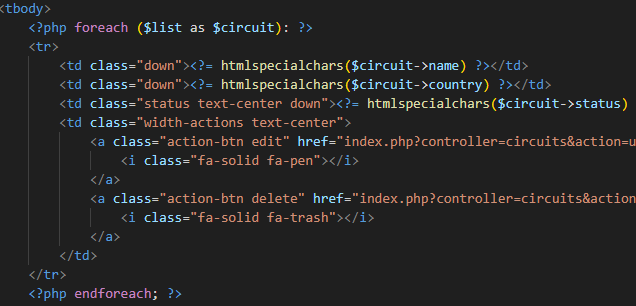 <tbody>
    <?php foreach ($list as $circuit): ?>
    <tr>
        <td class="down"><?= htmlspecialchars($circuit->name) ?></td>
        <td class="down"><?= htmlspecialchars($circuit->country) ?></td>
        <td class="status text-center down"><?= htmlspecialchars($circuit->status)
        <td class="width-actions text-center">
            <a class="action-btn edit" href="index.php?controller=circuits&action=u
                <i class="fa-solid fa-pen"></i>
            </a>
            <a class="action-btn delete" href="index.php?controller=circuits&action
                <i class="fa-solid fa-trash"></i>
            </a>
        </td>
    </tr>
    <?php endforeach; ?>